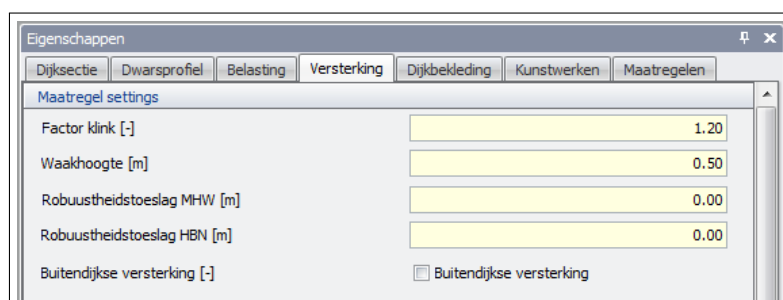 Eigenschappen
Dijksectie Dwarsprofiel Belasting Versterking Dijkbekleding Kunstwerken Maatregelen
Maatregel settings
Factor klink [-] 1.20
Waakhoogte [m] 0.50
Robuustheidstoeslag MHW [m] 0.00
Robuustheidstoeslag HBN [m] 0.00
Buitendijkse versterking [-] Buitendijkse versterking